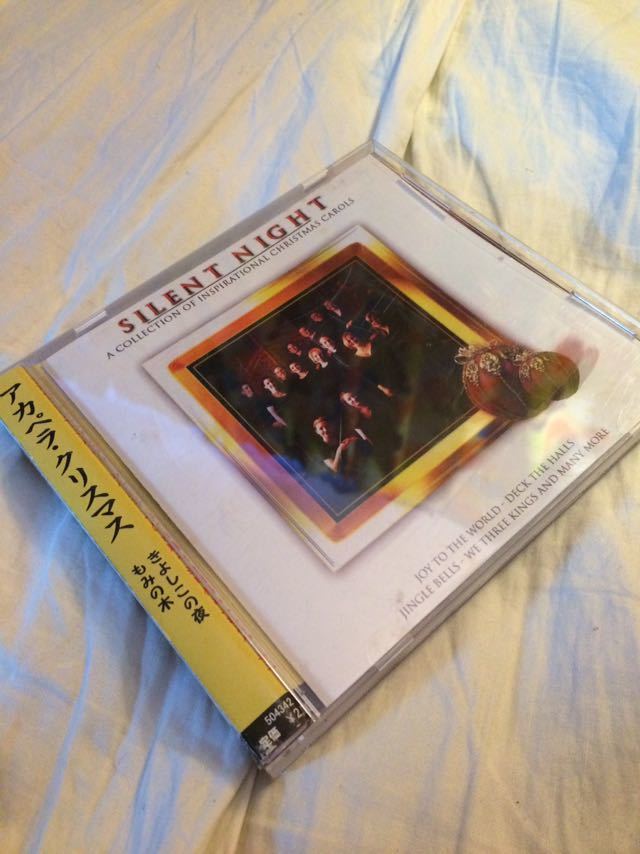 SILENT NIGHT
A COLLECTION OF INSPIRATIONAL CHRISTMAS CAROLS
JOY TO THE WORLD - DECK THE HALLS
JINGLE BELLS - WE THREE KINGS AND MANY MORE
アカペラ・クリスマス
きよしこの夜
もみの木
504342
定価 ¥2